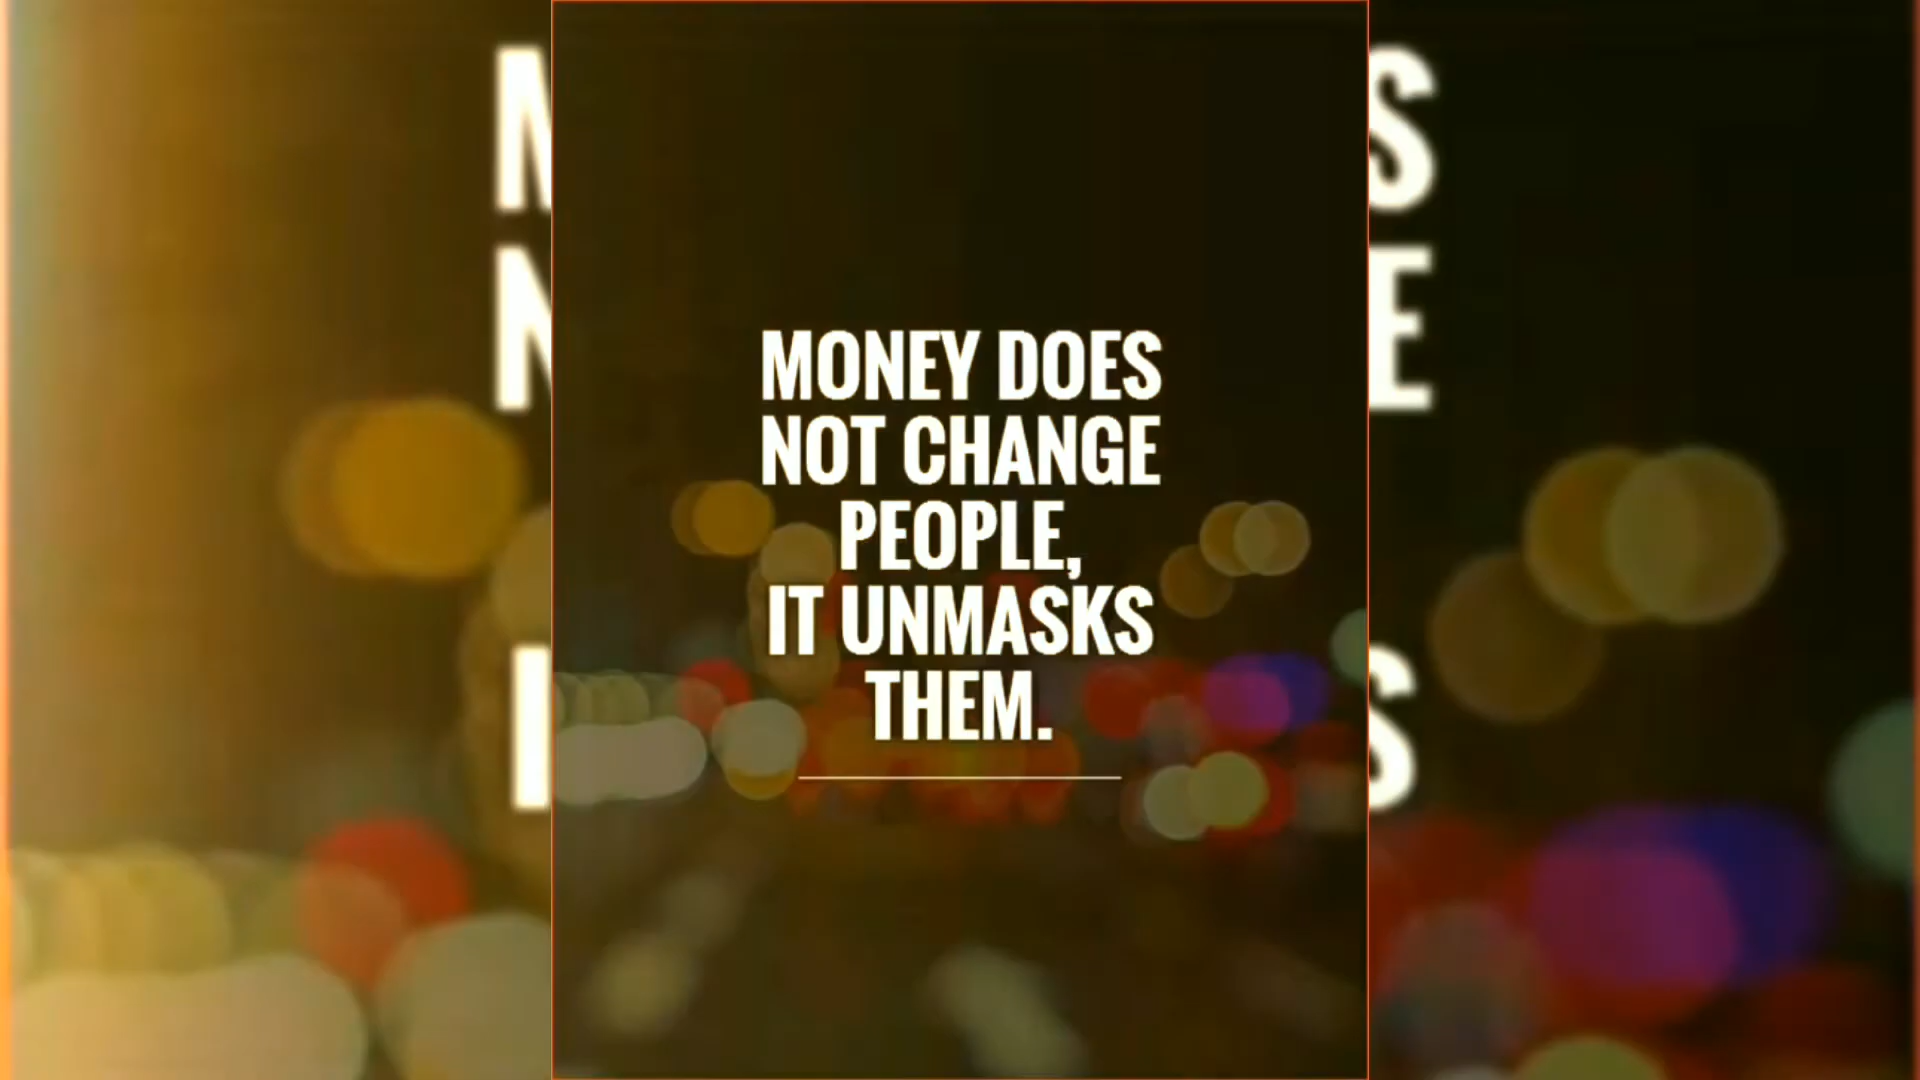 MONEY DOES
NOT CHANGE
PEOPLE,
IT UNMASKS
THEM.